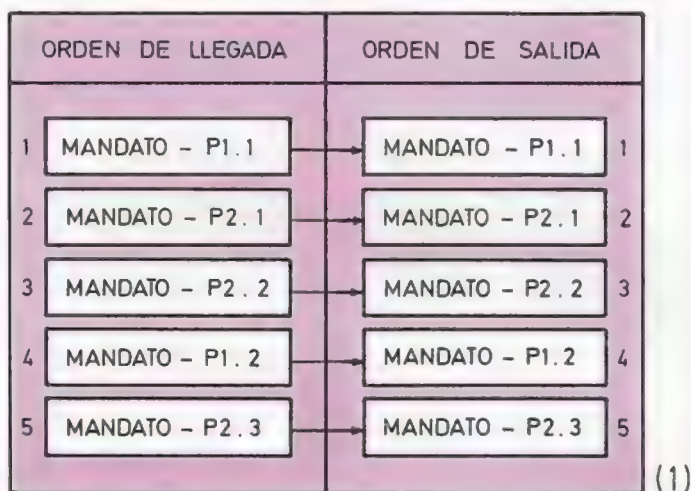 ORDEN DE LLEGADA ORDEN DE SALIDA
1 MANDATO - P1.1 MANDATO - P1.1 1
2 MANDATO - P2.1 MANDATO - P2.1 2
3 MANDATO - P2.2 MANDATO - P2.2 3
4 MANDATO - P1.2 MANDATO - P1.2 4
5 MANDATO - P2.3 MANDATO - P2.3 5
(1)